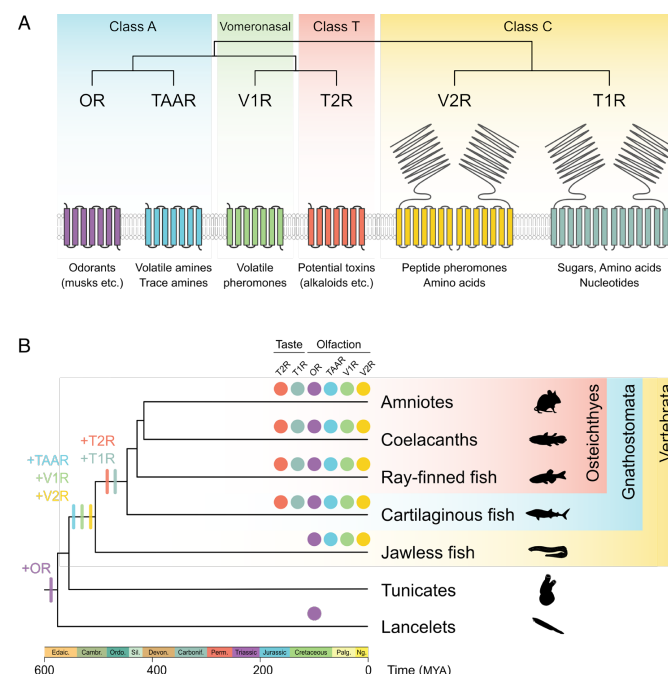 A
Class A
Vomeronasal
Class T
Class C
OR
TAAR
V1R
T2R
V2R
T1R
Odorants
(musks etc.)
Volatile amines
Trace amines
Volatile
pheromones
Potential toxins
(alkaloids etc.)
Peptide pheromones
Amino acids
Sugars, Amino acids
Nucleotides
B
Taste
Olfaction
T2R
T1R
OR
TAAR
V1R
V2R
Amniotes
Coelacanths
Ray-finned fish
Cartilaginous fish
Jawless fish
Tunicates
Lancelets
Osteichthyes
Gnathostomata
Vertebrata
+T2R
+T1R
+TAAR
+V1R
+V2R
+OR
Edaic.
Cambr.
Ordo.
Sil.
Devon.
Carbonif.
Perm.
Triassic
Jurassic
Cretaceous
Palg.
Ng.
600
400
200
0
Time (MYA)